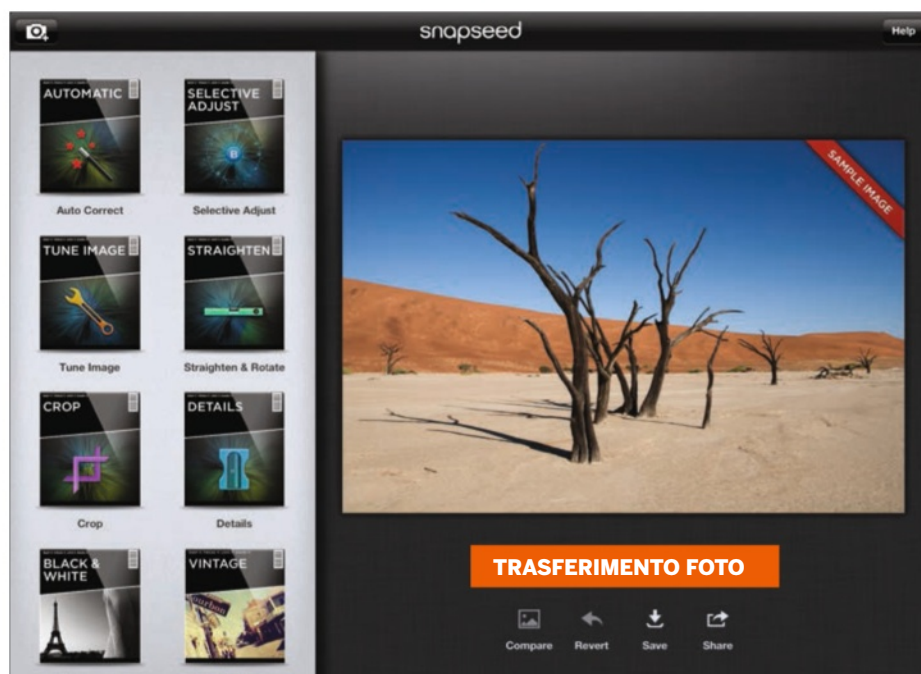 snapseed
Help
AUTOMATIC
Auto Correct
SELECTIVE
ADJUST
B
Selective Adjust
TUNE IMAGE
Tune Image
STRAIGHTEN
Straighten & Rotate
CROP
Crop
DETAILS
Details
BLACK &
WHITE
VINTAGE
Bourbon
SAMPLE IMAGE
TRASFERIMENTO FOTO
Compare
Revert
Save
Share